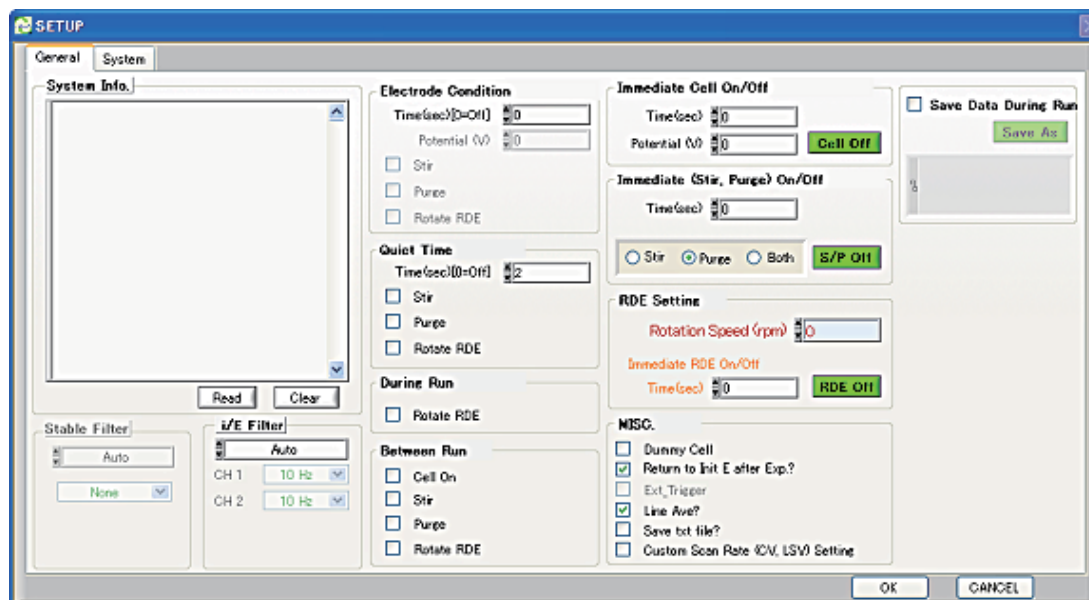 SETUP
General
System
System Info.
Read
Clear
Stable Filter
Auto
None
i/E Filter
Auto
CH 1
10 Hz
CH 2
10 Hz
Electrode Condition
Time(sec)[0=Off]
0
Potential (V)
0
Stir
Purge
Rotate RDE
Quiet Time
Time(sec)[0=Off]
2
Stir
Purge
Rotate RDE
During Run
Rotate RDE
Between Run
Cell On
Stir
Purge
Rotate RDE
Immediate Cell On/Off
Time(sec)
0
Potential (V)
0
Cell Off
Immediate (Stir, Purge) On/Off
Time(sec)
0
Stir
Purge
Both
S/P Off
RDE Setting
Rotation Speed (rpm)
0
Immediate RDE On/Off
Time(sec)
0
RDE Off
MISC.
Dummy Cell
Return to Init E after Exp.?
Ext_Trigger
Line Ave?
Save txt file?
Custom Scan Rate (CV, LSV) Setting
Save Data During Run
Save As
OK
CANCEL